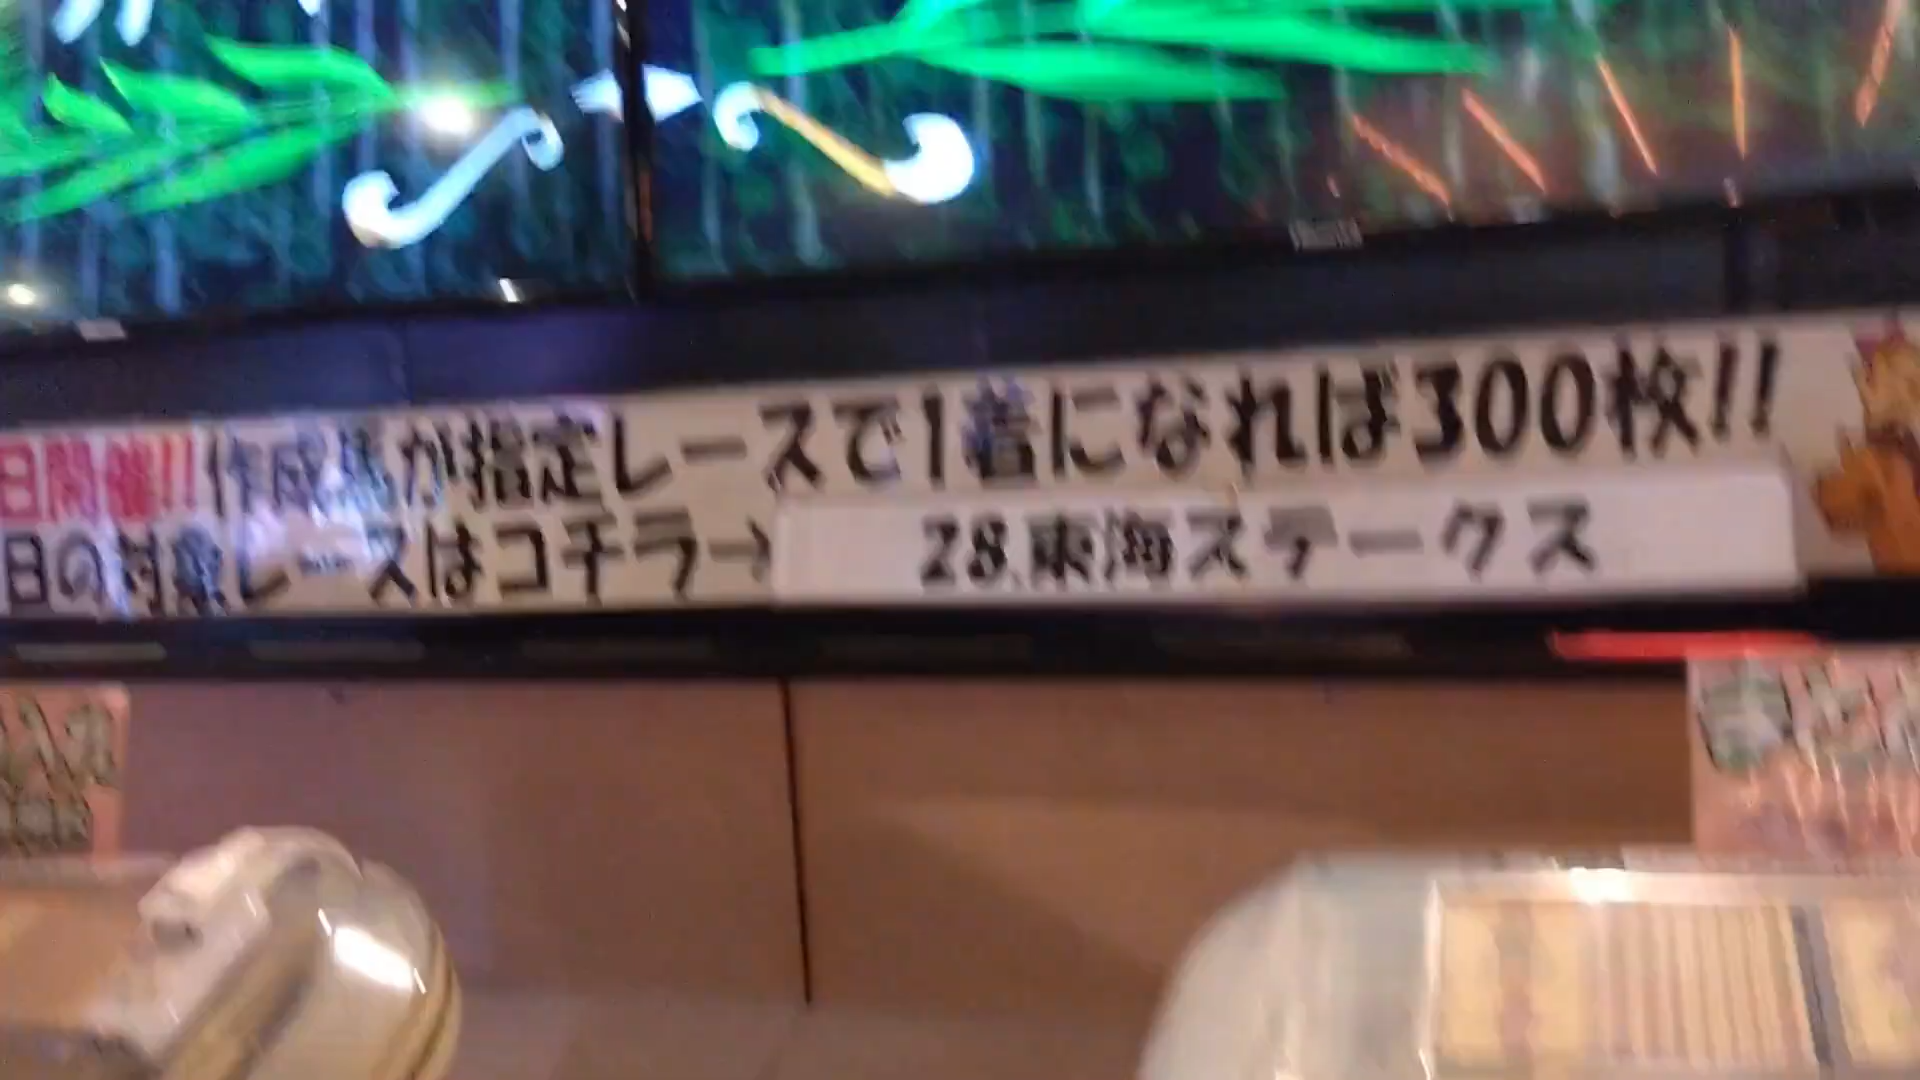 日開催!!作成馬が指定レースで1着になれば300枚!!
日の対象レースはコチラ→ 28.東海ステークス